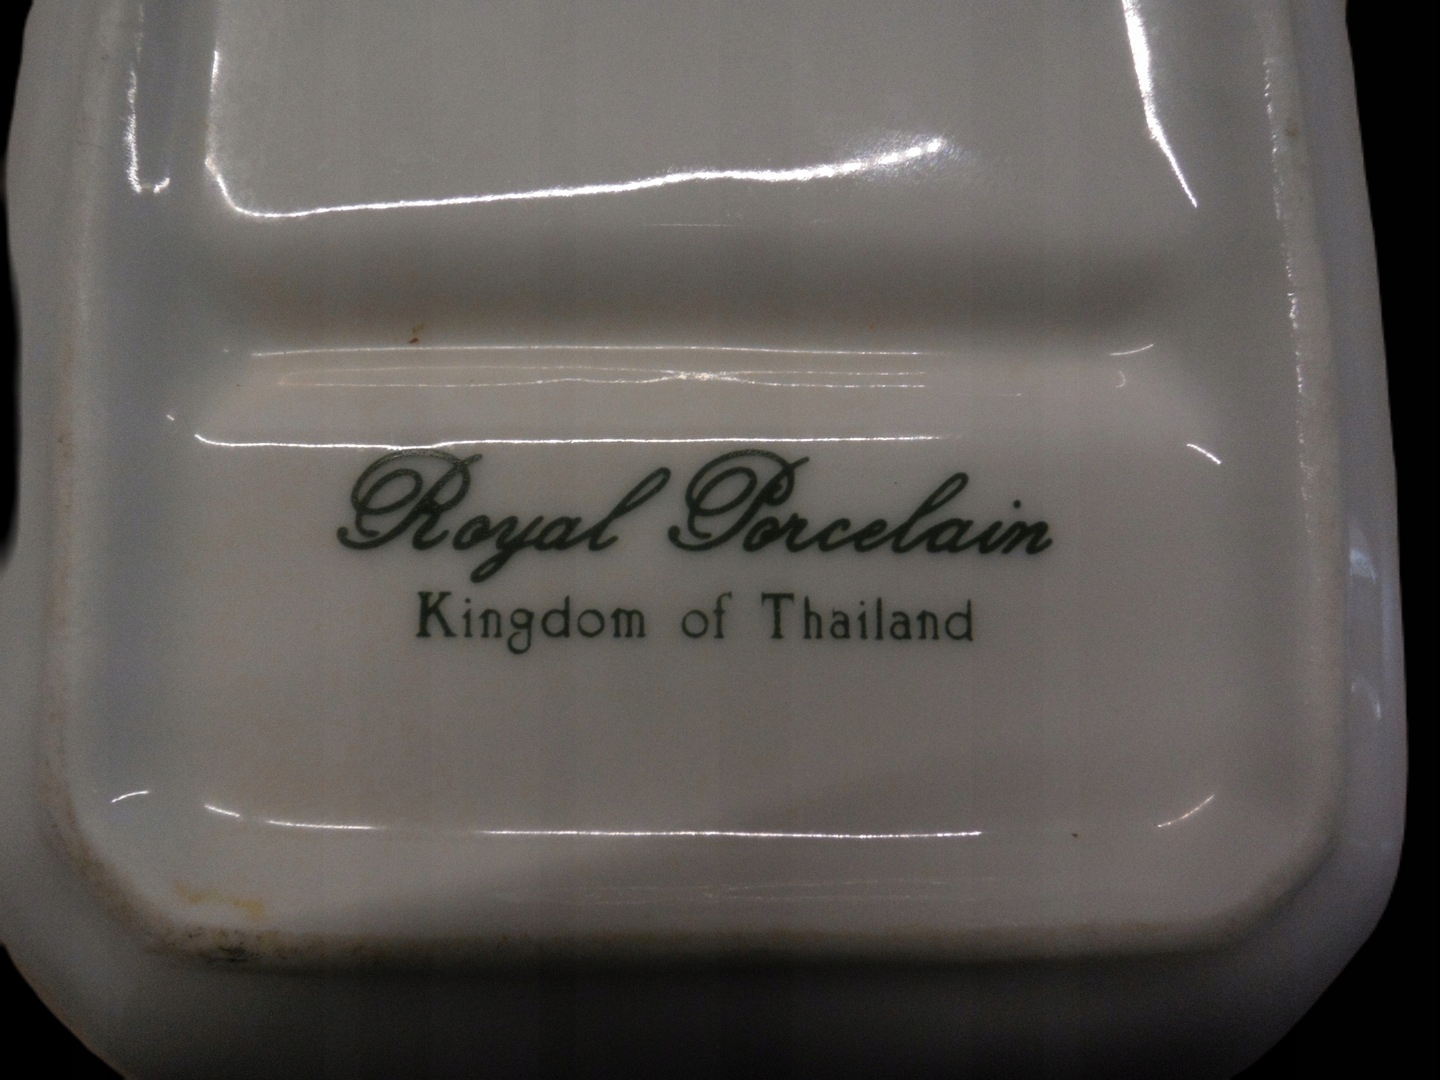 Royal Porcelain
Kingdom of Thailand